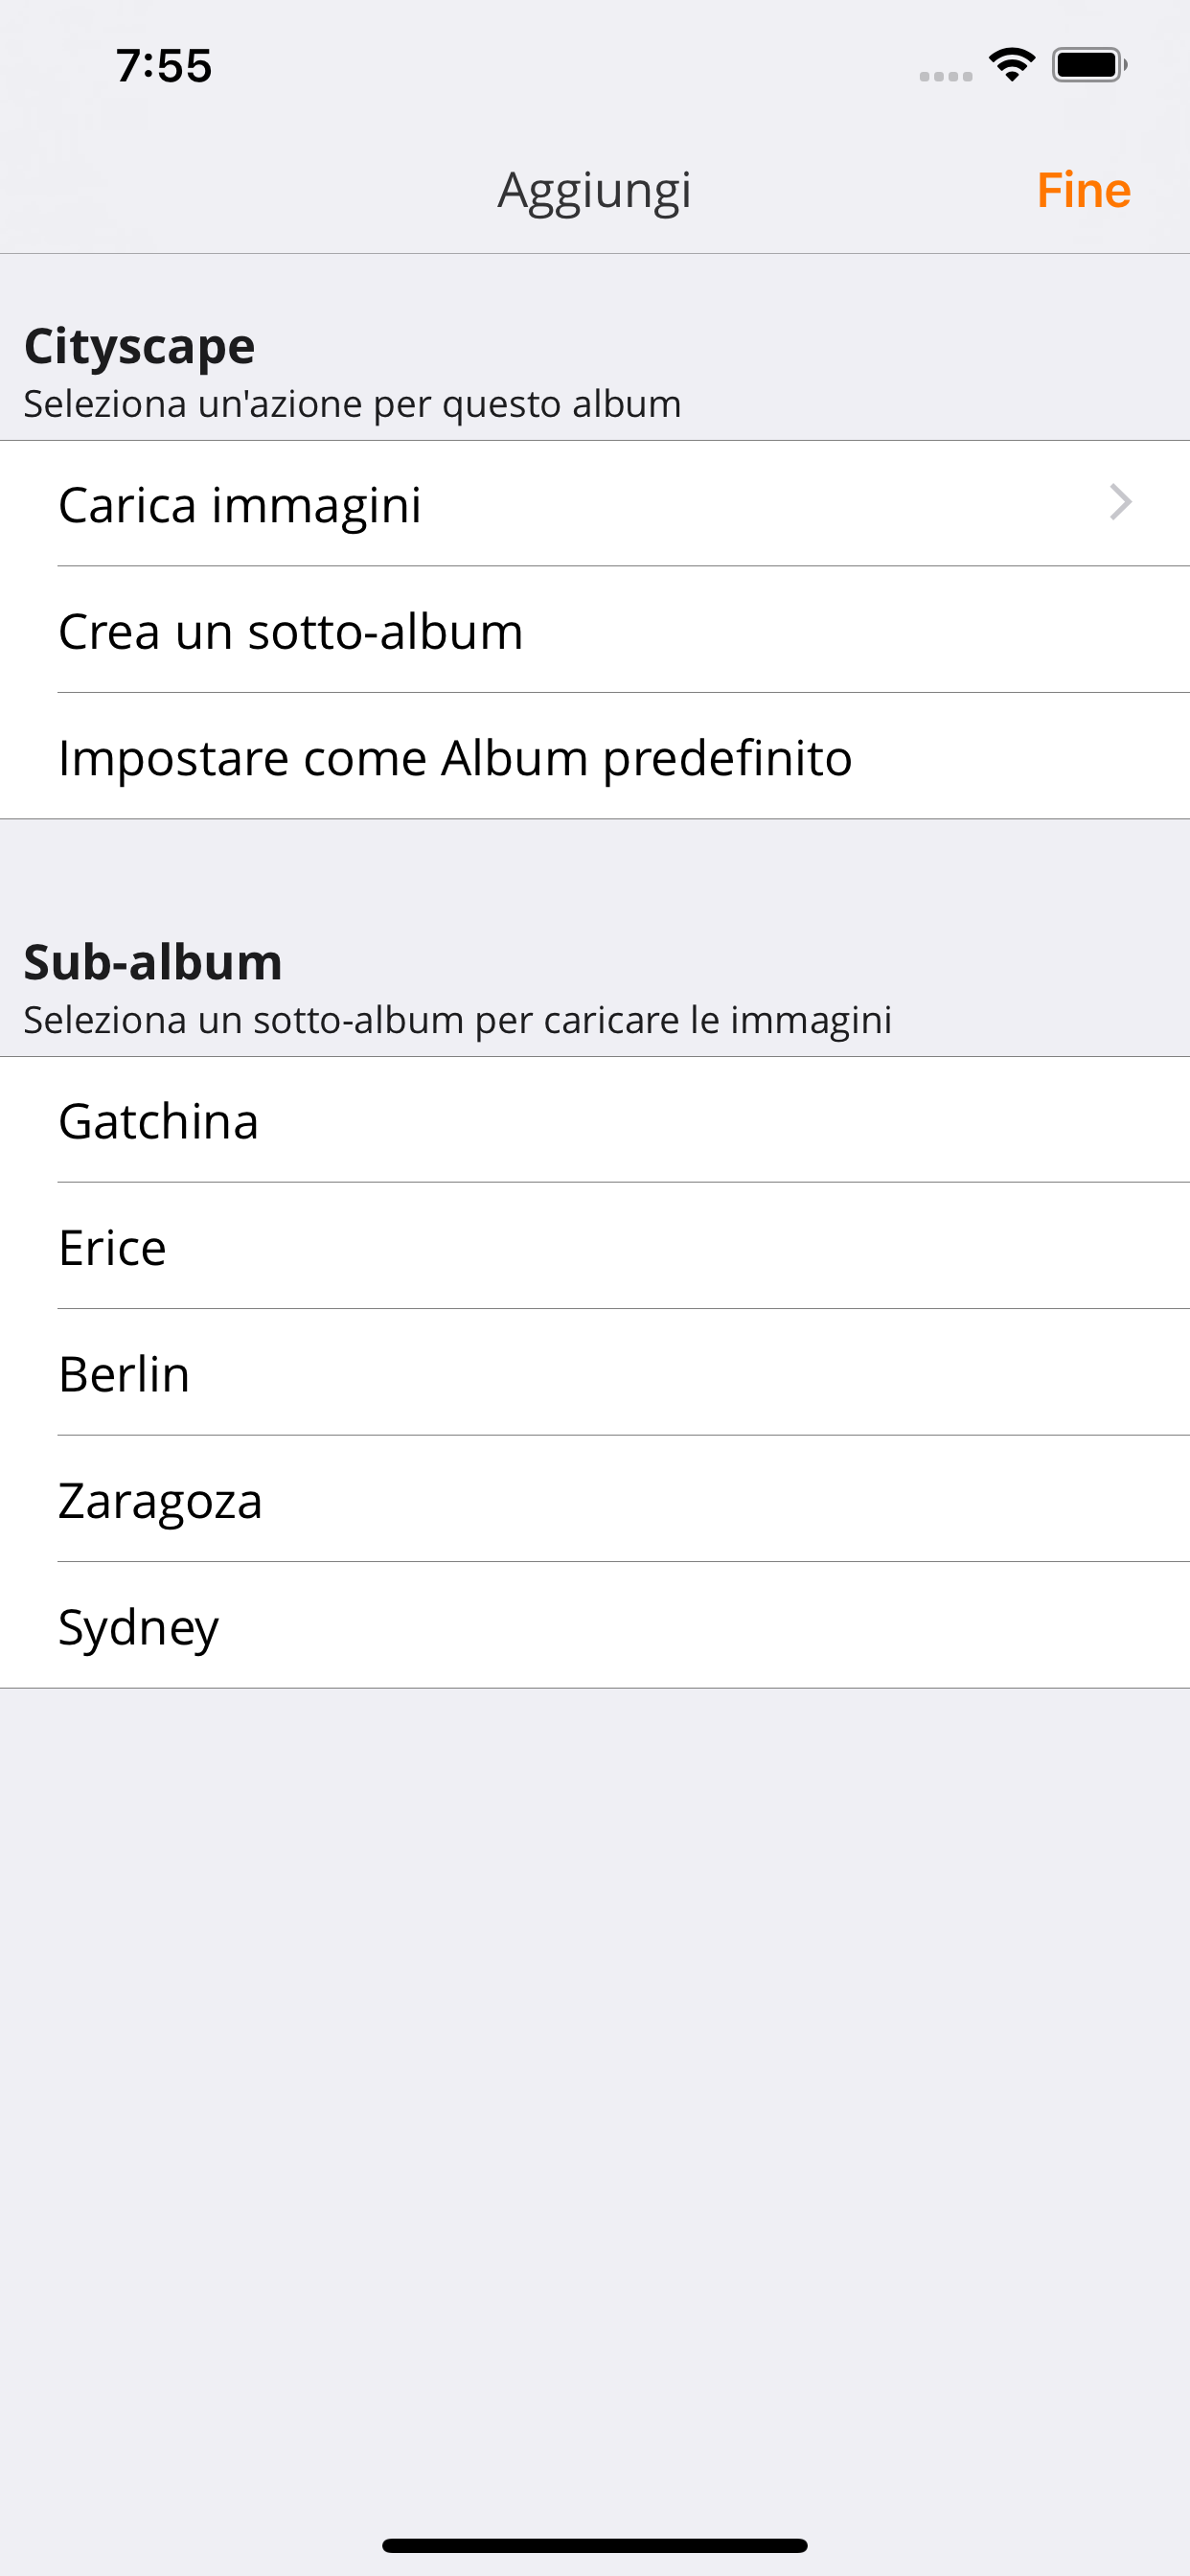 7:55
Aggiungi
Fine
Cityscape
Seleziona un'azione per questo album
Carica immagini
Crea un sotto-album
Impostare come Album predefinito
Sub-album
Seleziona un sotto-album per caricare le immagini
Gatchina
Erice
Berlin
Zaragoza
Sydney